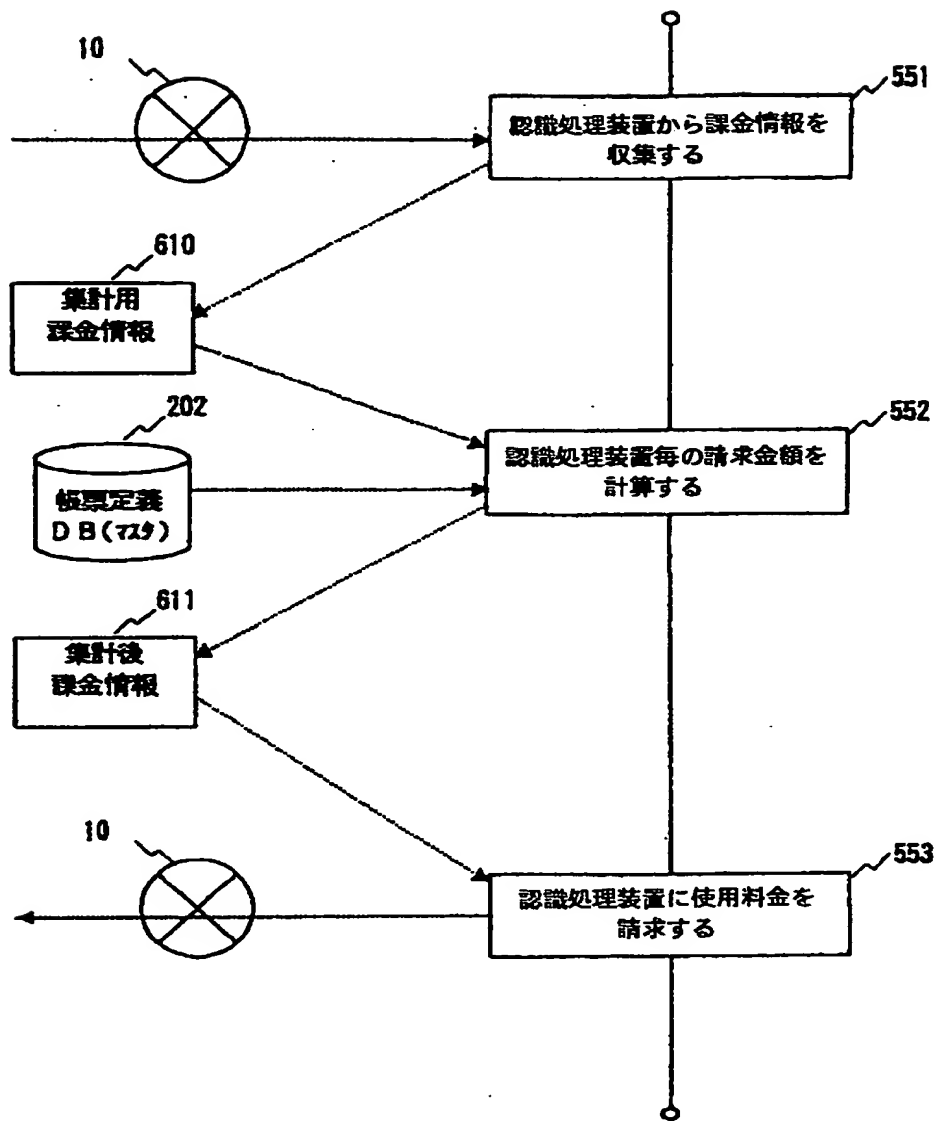 10
551
認識処理装置から課金情報を
収集する
610
集計用
課金情報
202
帳票定義
DB(マスタ)
552
認識処理装置毎の請求金額を
計算する
611
集計後
課金情報
10
553
認識処理装置に使用料金を
請求する